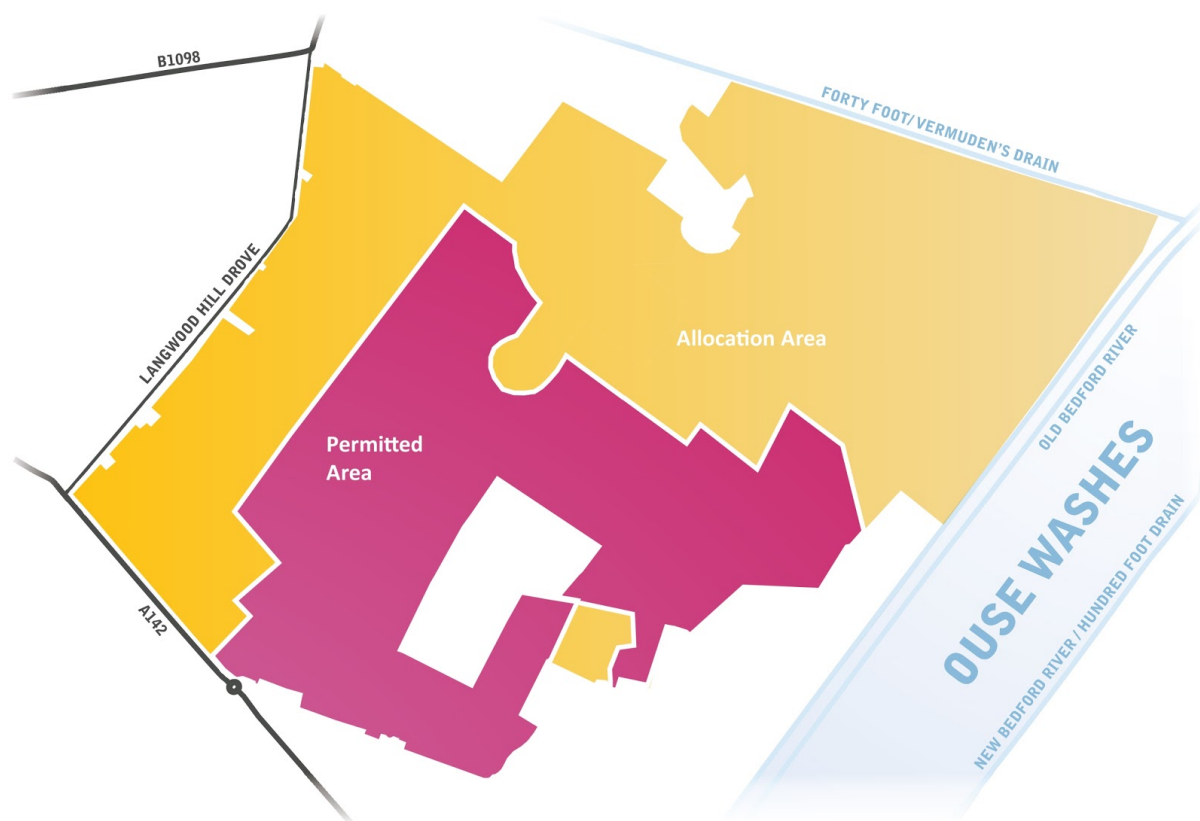 B1098
FORTY FOOT/ VERMUDEN'S DRAIN
LANGWOOD HILL DROVE
Allocation Area
OLD BEDFORD RIVER
Permitted
Area
OUSE WASHES
NEW BEDFORD RIVER / HUNDRED FOOT DRAIN
A142